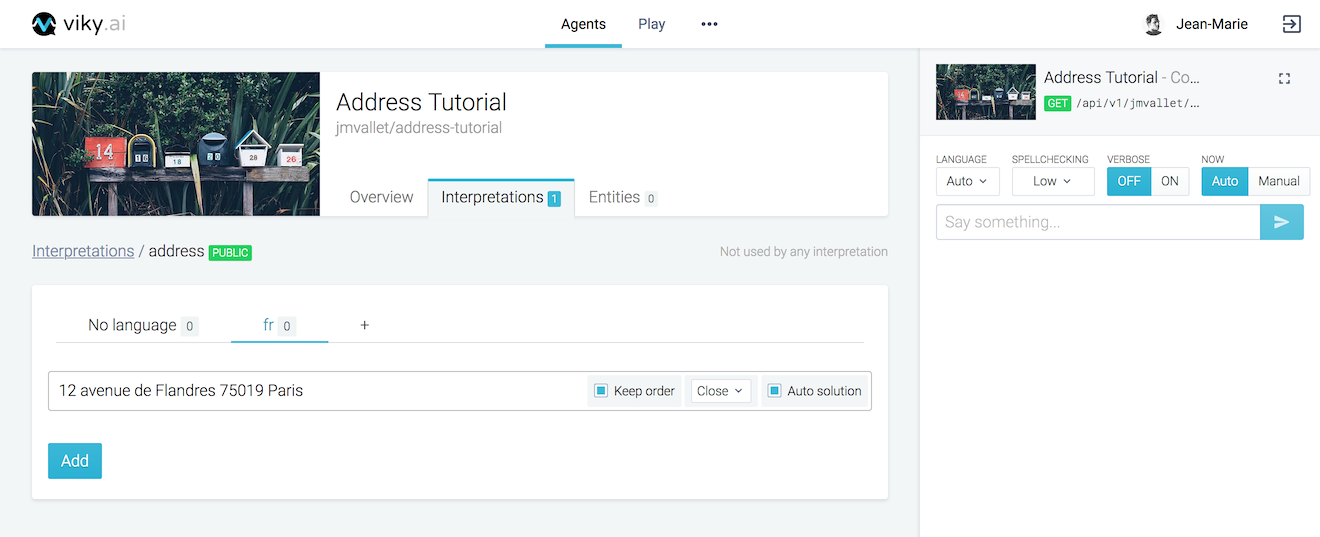 viky.ai
Agents Play •••
Jean-Marie
Address Tutorial
jmvallet/address-tutorial
14 16 18 20 28 26
Overview Interpretations 1 Entities 0
Interpretations / address PUBLIC
Not used by any interpretation
No language 0 fr 0 +
12 avenue de Flandres 75019 Paris
Keep order Close Auto solution
Add
Address Tutorial - Co...
GET /api/v1/jmvallet/...
LANGUAGE SPELLCHECKING VERBOSE NOW
Auto Low OFF ON Auto Manual
Say something...